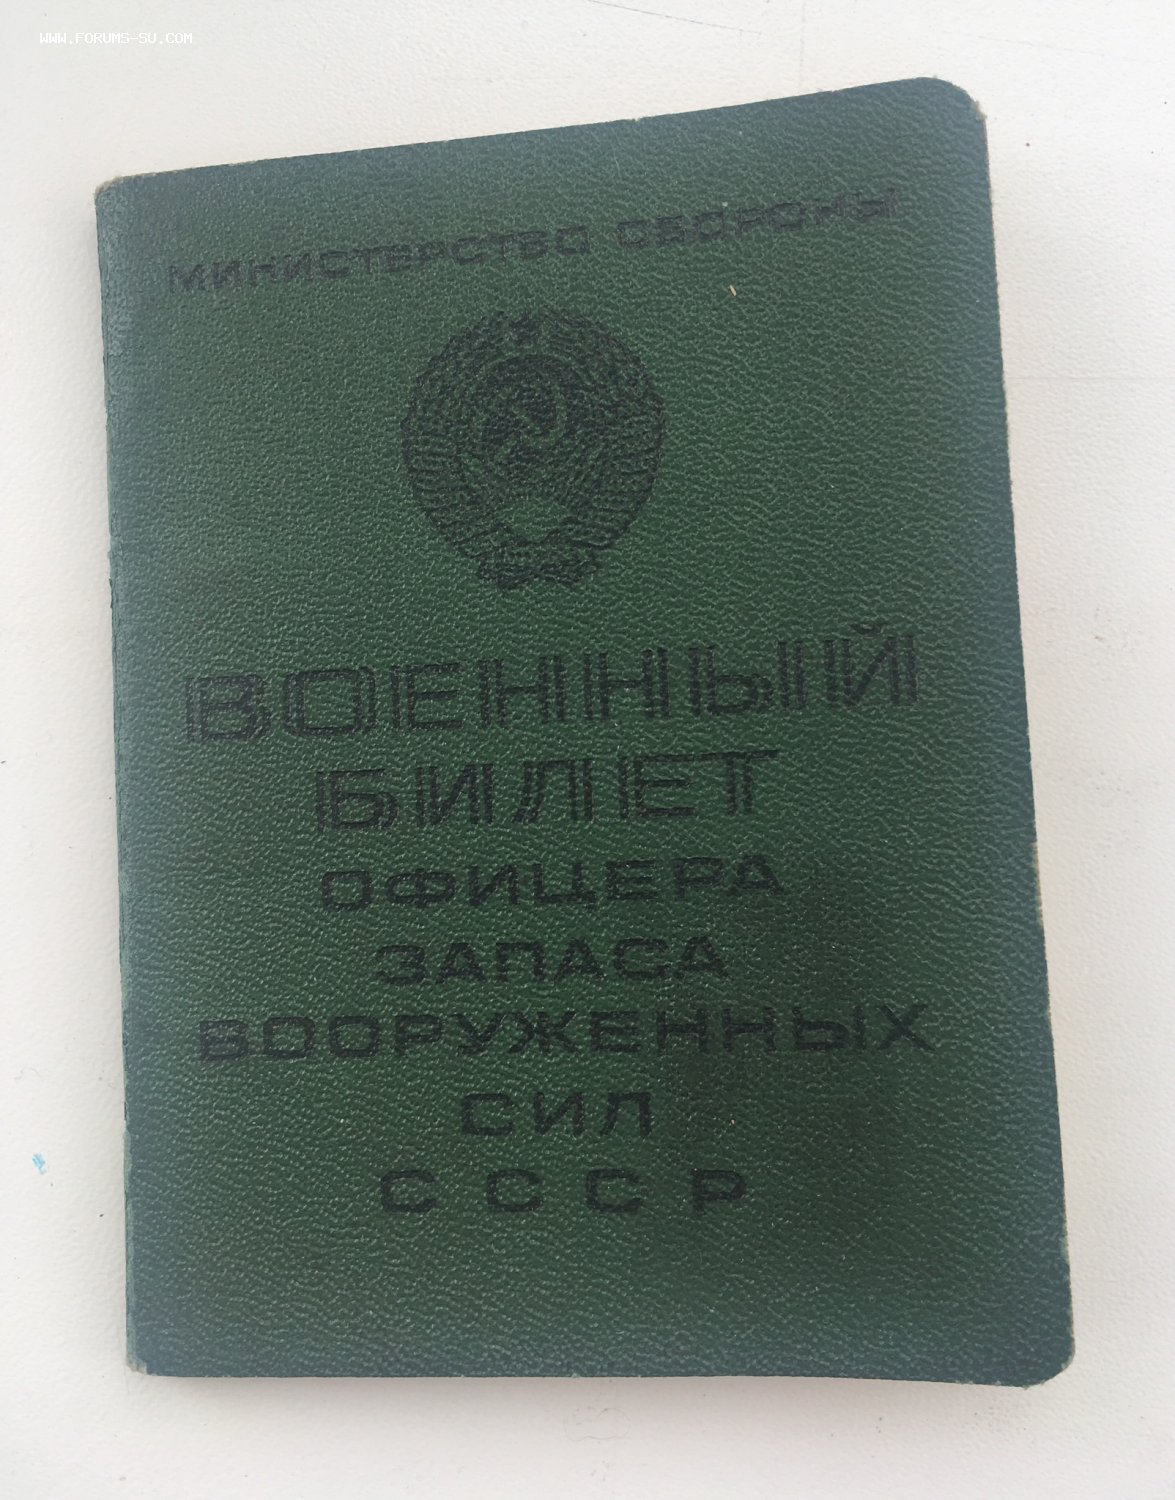 WWW.FORUMS-SU.COM
МИНИСТЕРСТВО ОБОРОНЫ
ВОЕННЫЙ
БИЛЕТ
ОФИЦЕРА
ЗАПАСА
ВООРУЖЕННЫХ
СИЛ
СССР